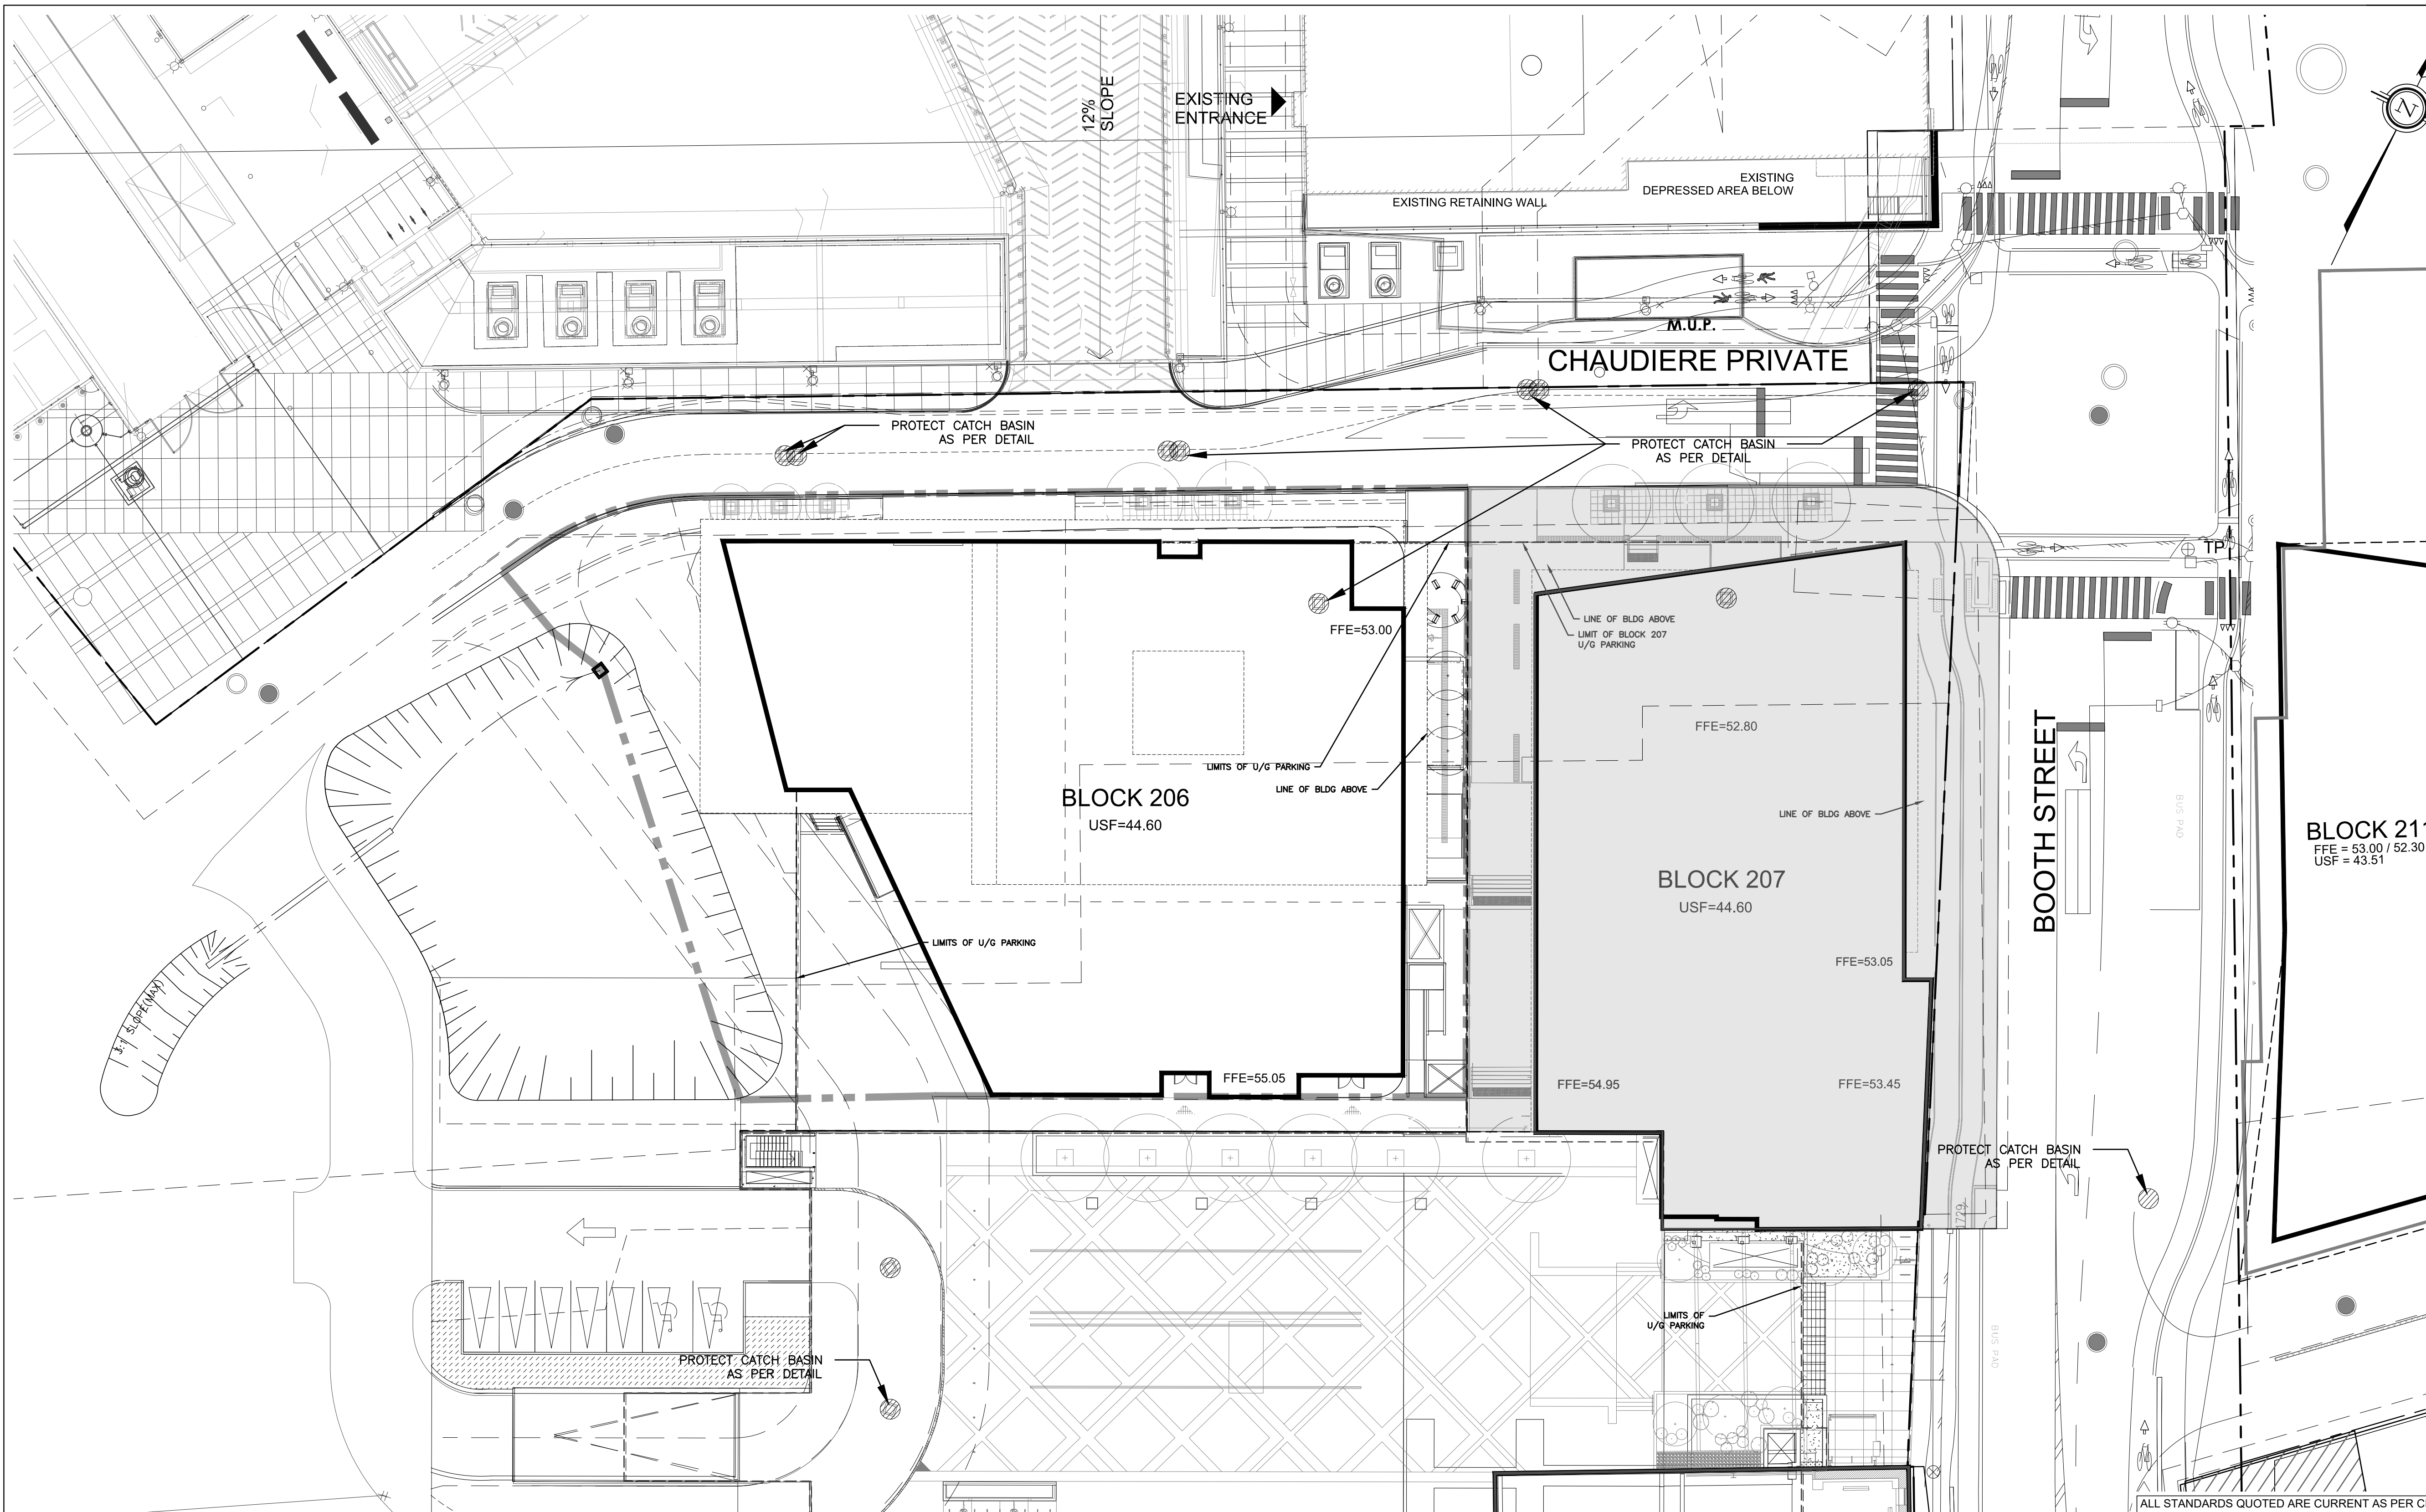 12%
SLOPE
EXISTING
ENTRANCE
N
EXISTING
DEPRESSED AREA BELOW
EXISTING RETAINING WALL
M.U.P.
CHAUDIERE PRIVATE
PROTECT CATCH BASIN
AS PER DETAIL
PROTECT CATCH BASIN
AS PER DETAIL
TP
LINE OF BLDG ABOVE
LIMIT OF BLOCK 207
U/G PARKING
FFE=53.00
FFE=52.80
LIMITS OF U/G PARKING
LINE OF BLDG ABOVE
BLOCK 206
USF=44.60
LINE OF BLDG ABOVE
BOOTH STREET
BUS PAD
BLOCK 211
FFE = 53.00 / 52.30
USF = 43.51
BLOCK 207
USF=44.60
LIMITS OF U/G PARKING
FFE=53.05
3:1 SLOPE(MAX)
FFE=55.05
FFE=54.95
FFE=53.45
PROTECT CATCH BASIN
AS PER DETAIL
1729
LIMITS OF
U/G PARKING
BUS PAD
PROTECT CATCH BASIN
AS PER DETAIL
ALL STANDARDS QUOTED ARE CURRENT AS PER C